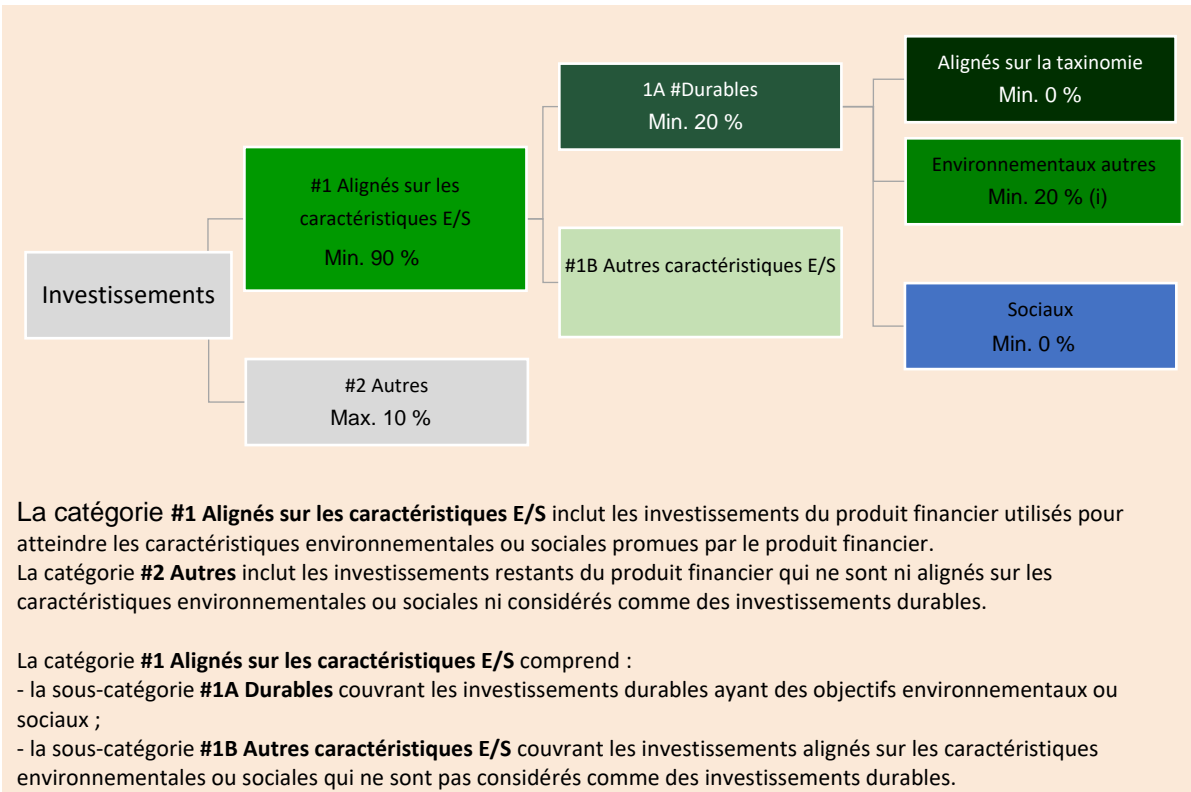 Investissements
#1 Alignés sur les
caractéristiques E/S
Min. 90 %
#2 Autres
Max. 10 %
1A #Durables
Min. 20 %
#1B Autres caractéristiques E/S
Alignés sur la taxinomie
Min. 0 %
Environnementaux autres
Min. 20 % (i)
Sociaux
Min. 0 %
La catégorie #1 Alignés sur les caractéristiques E/S inclut les investissements du produit financier utilisés pour
atteindre les caractéristiques environnementales ou sociales promues par le produit financier.
La catégorie #2 Autres inclut les investissements restants du produit financier qui ne sont ni alignés sur les
caractéristiques environnementales ou sociales ni considérés comme des investissements durables.
La catégorie #1 Alignés sur les caractéristiques E/S comprend :
- la sous-catégorie #1A Durables couvrant les investissements durables ayant des objectifs environnementaux ou
sociaux ;
- la sous-catégorie #1B Autres caractéristiques E/S couvrant les investissements alignés sur les caractéristiques
environnementales ou sociales qui ne sont pas considérés comme des investissements durables.